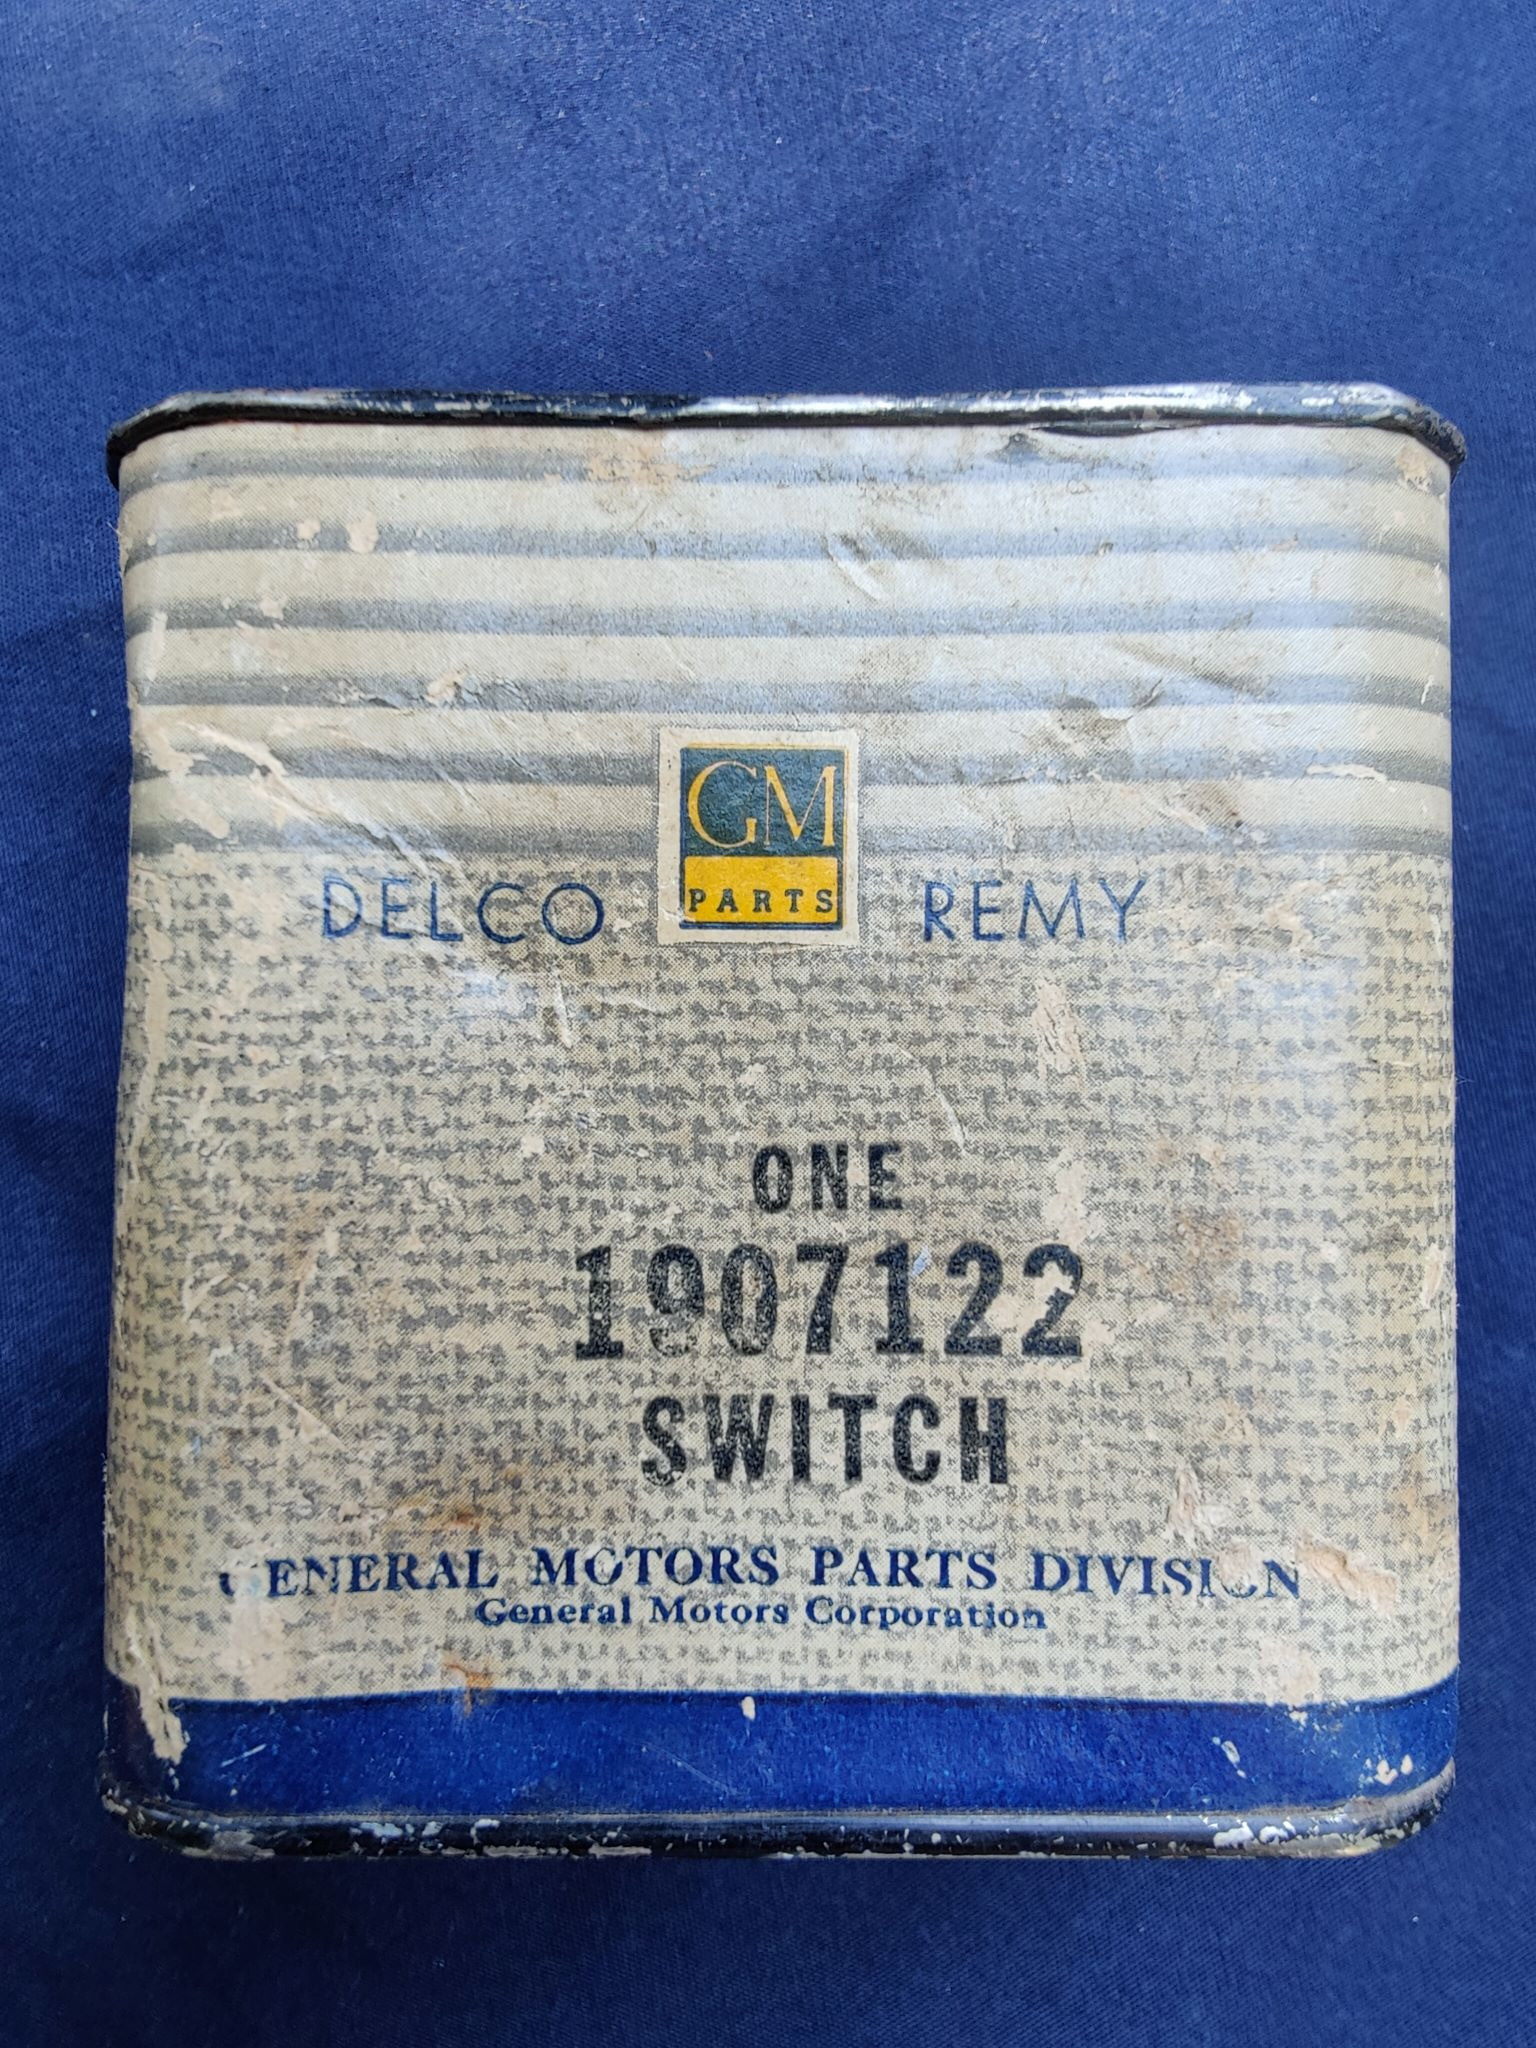 GM
PARTS
DELCO REMY
ONE
1907122
SWITCH
GENERAL MOTORS PARTS DIVISION
General Motors Corporation